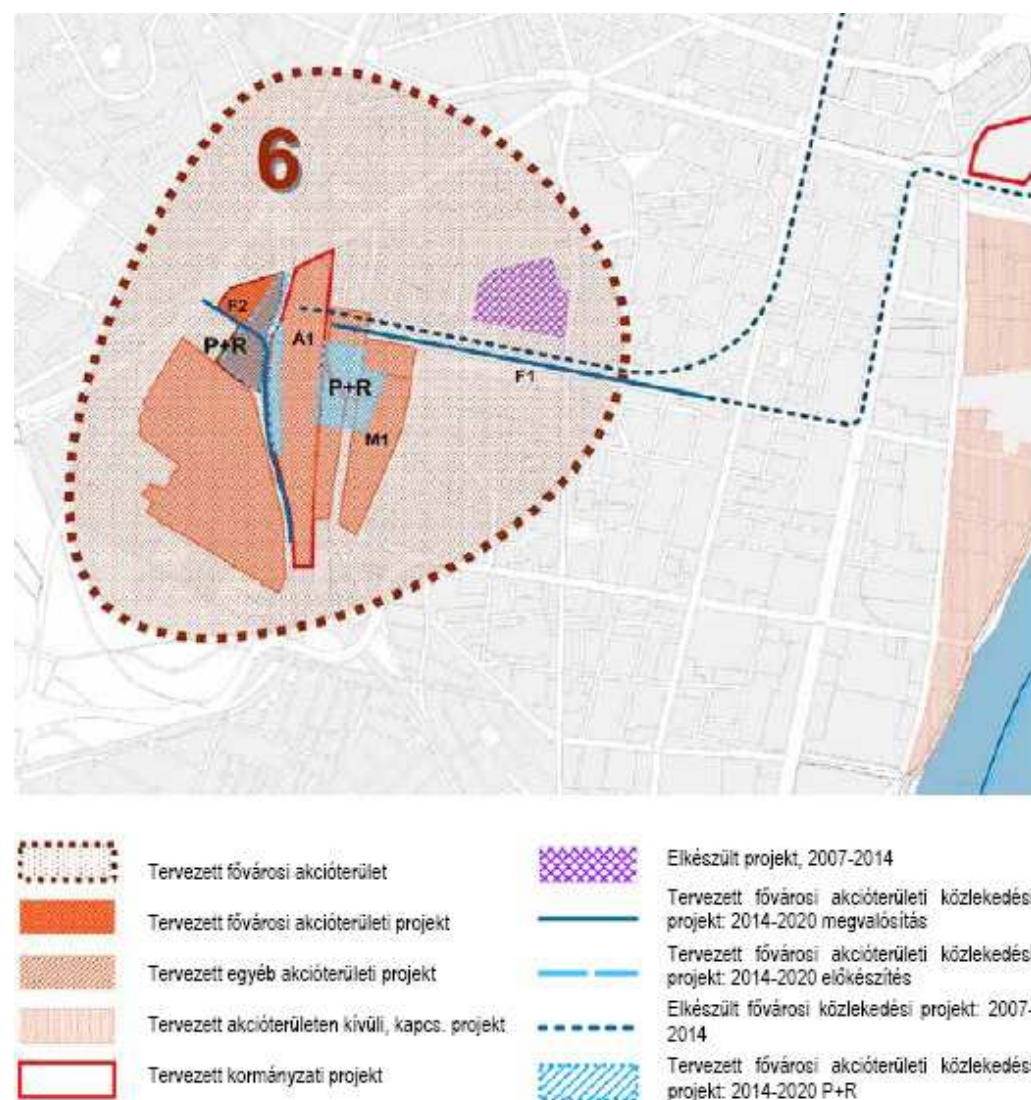 6
F2
P+R
A1
P+R
F1
M1
Tervezett fővárosi akcióterület
Tervezett fővárosi akcióterületi projekt
Tervezett egyéb akcióterületi projekt
Tervezett akcióterületen kívüli, kapcs. projekt
Tervezett kormányzati projekt
Elkészült projekt, 2007-2014
Tervezett fővárosi akcióterületi közlekedési
projekt: 2014-2020 megvalósítás
Tervezett fővárosi akcióterületi közlekedési
projekt: 2014-2020 előkészítés
Elkészült fővárosi közlekedési projekt: 2007-
2014
Tervezett fővárosi akcióterületi közlekedési
projekt: 2014-2020 P+R